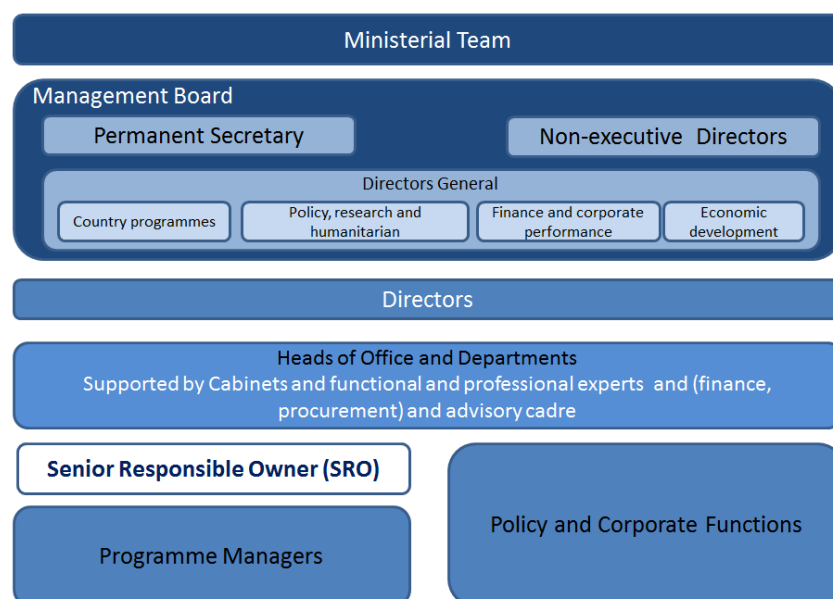 Ministerial Team
Management Board
Permanent Secretary
Non-executive Directors
Directors General
Country programmes
Policy, research and
humanitarian
Finance and corporate
performance
Economic
development
Directors
Heads of Office and Departments
Supported by Cabinets and functional and professional experts and (finance,
procurement) and advisory cadre
Senior Responsible Owner (SRO)
Policy and Corporate Functions
Programme Managers